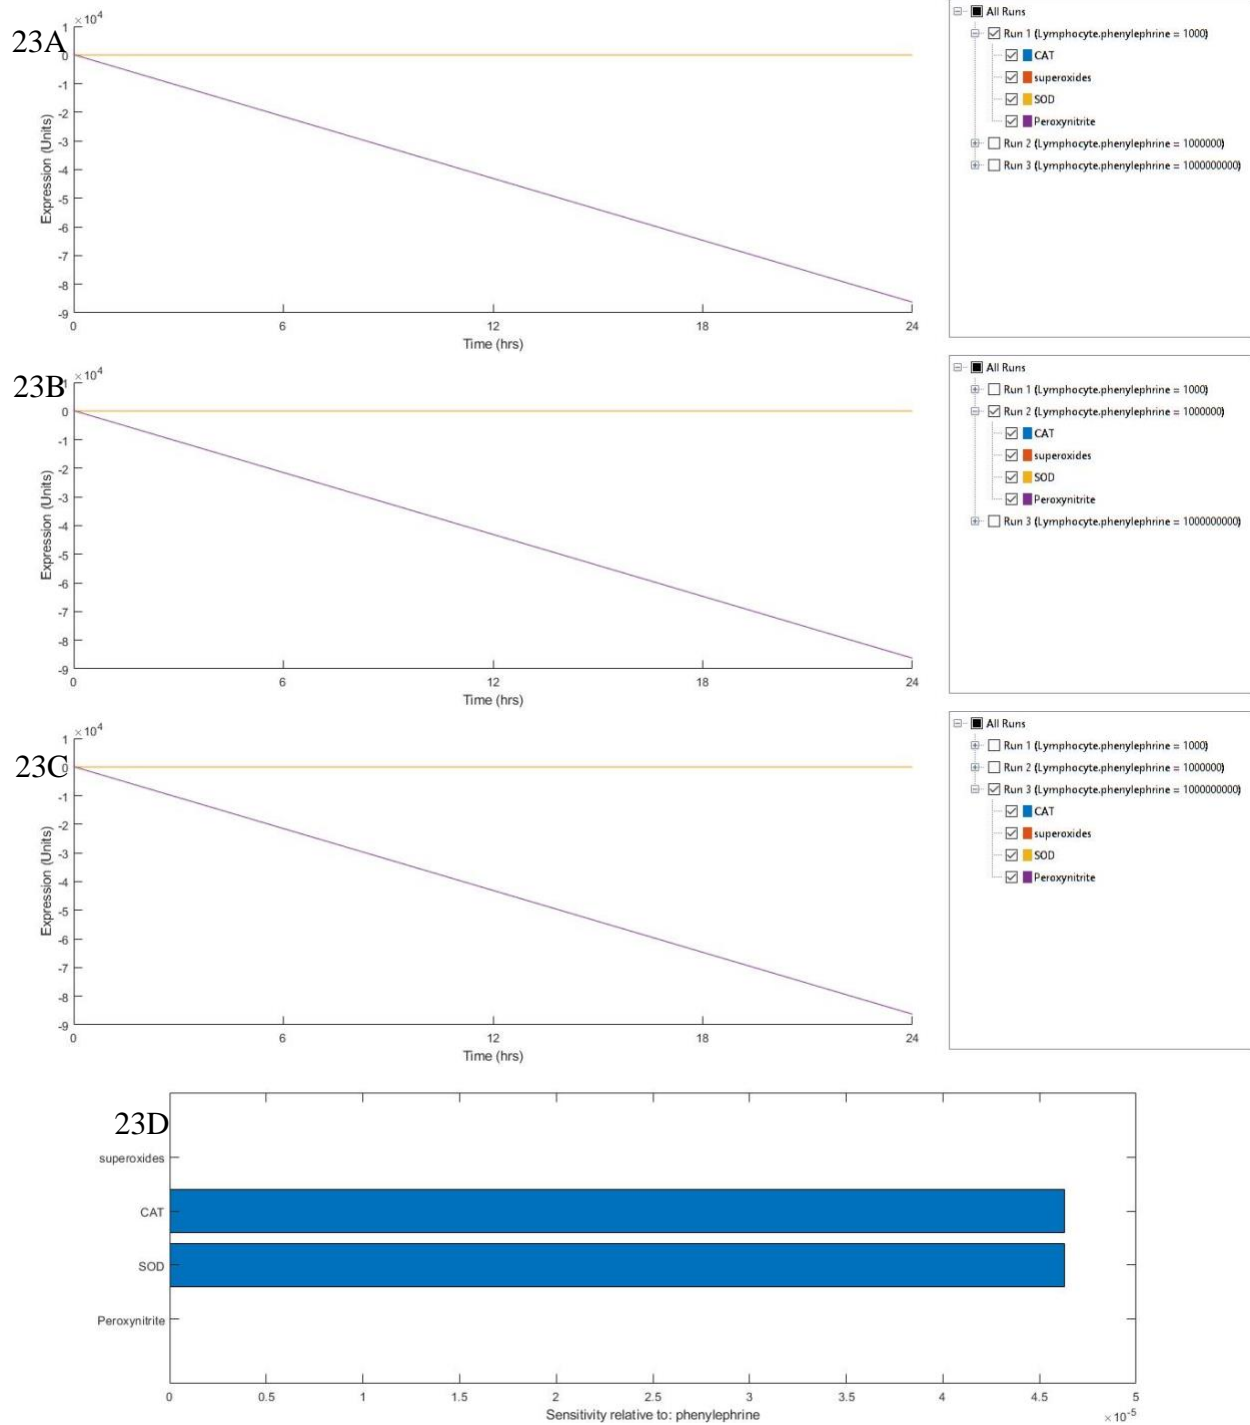 23A
×10⁴
1
0
-1
-2
-3
-4
-5
-6
-7
-8
-9
Expression (Units)
0 6 12 18 24
Time (hrs)
All Runs
Run 1 (Lymphocyte.phenylephrine = 1000)
CAT
superoxides
SOD
Peroxynitrite
Run 2 (Lymphocyte.phenylephrine = 1000000)
Run 3 (Lymphocyte.phenylephrine = 1000000000)
23B
×10⁴
1
0
-1
-2
-3
-4
-5
-6
-7
-8
-9
Expression (Units)
0 6 12 18 24
Time (hrs)
All Runs
Run 1 (Lymphocyte.phenylephrine = 1000)
Run 2 (Lymphocyte.phenylephrine = 1000000)
CAT
superoxides
SOD
Peroxynitrite
Run 3 (Lymphocyte.phenylephrine = 1000000000)
23C
×10⁴
1
0
-1
-2
-3
-4
-5
-6
-7
-8
-9
Expression (Units)
0 6 12 18 24
Time (hrs)
All Runs
Run 1 (Lymphocyte.phenylephrine = 1000)
Run 2 (Lymphocyte.phenylephrine = 1000000)
Run 3 (Lymphocyte.phenylephrine = 1000000000)
CAT
superoxides
SOD
Peroxynitrite
23D
superoxides
CAT
SOD
Peroxynitrite
0 0.5 1 1.5 2 2.5 3 3.5 4 4.5 5
Sensitivity relative to: phenylephrine
×10⁻⁵